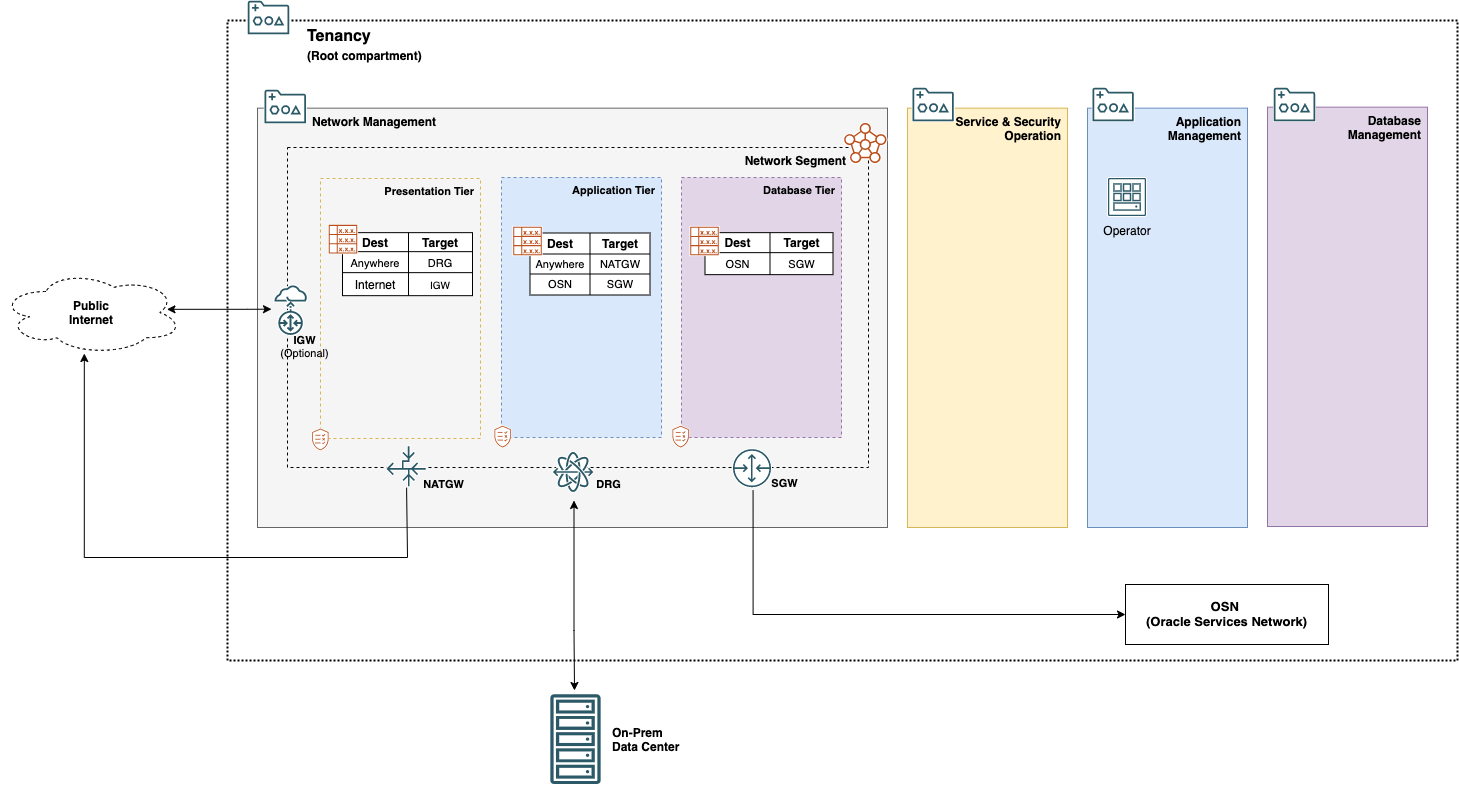 Tenancy
(Root compartment)
Network Management
Service & Security
Operation
Application
Management
Database
Management
Network Segment
Presentation Tier
Application Tier
Database Tier
x.x.x.
x.x.x.
x.x.x.
Dest Target
Anywhere DRG
Internet IGW
x.x.x.
x.x.x.
x.x.x.
Dest Target
Anywhere NATGW
OSN SGW
x.x.x.
x.x.x.
x.x.x.
Dest Target
OSN SGW
Operator
Public
Internet
IGW
(Optional)
NATGW
DRG
SGW
OSN
(Oracle Services Network)
On-Prem
Data Center